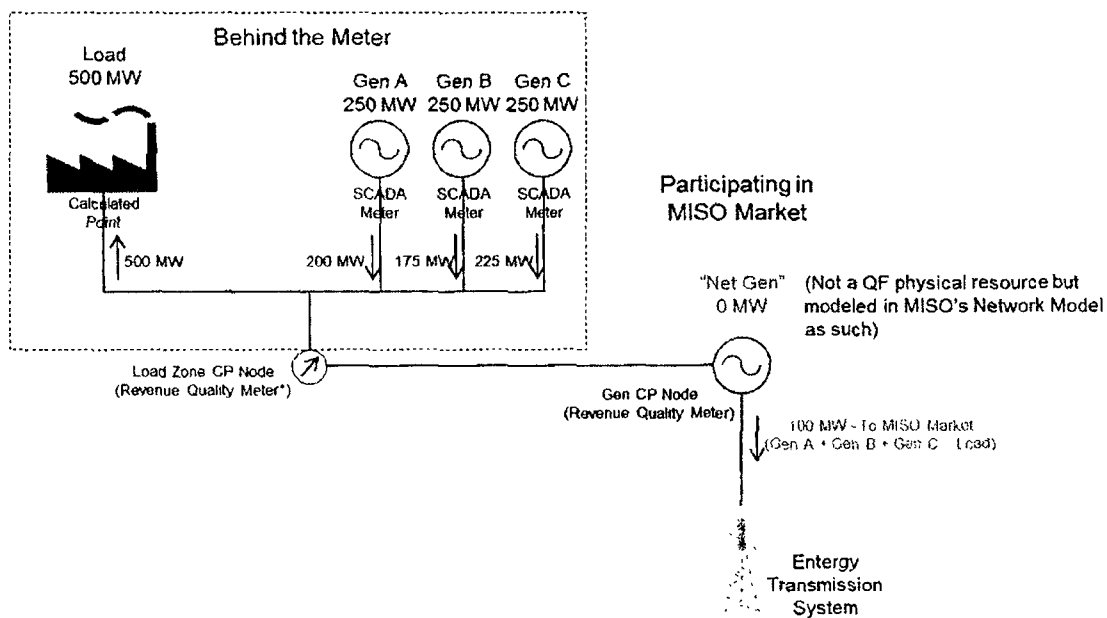 Behind the Meter
Load
500 MW
Gen A
250 MW
Gen B
250 MW
Gen C
250 MW
Calculated
Point
SCADA
Meter
SCADA
Meter
SCADA
Meter
500 MW
200 MW
175 MW
225 MW
Participating in
MISO Market
"Net Gen"
0 MW
(Not a QF physical resource but
modeled in MISO's Network Model
as such)
Load Zone CP Node
(Revenue Quality Meter*)
Gen CP Node
(Revenue Quality Meter)
100 MW - To MISO Market
(Gen A + Gen B + Gen C Load)
Entergy
Transmission
System